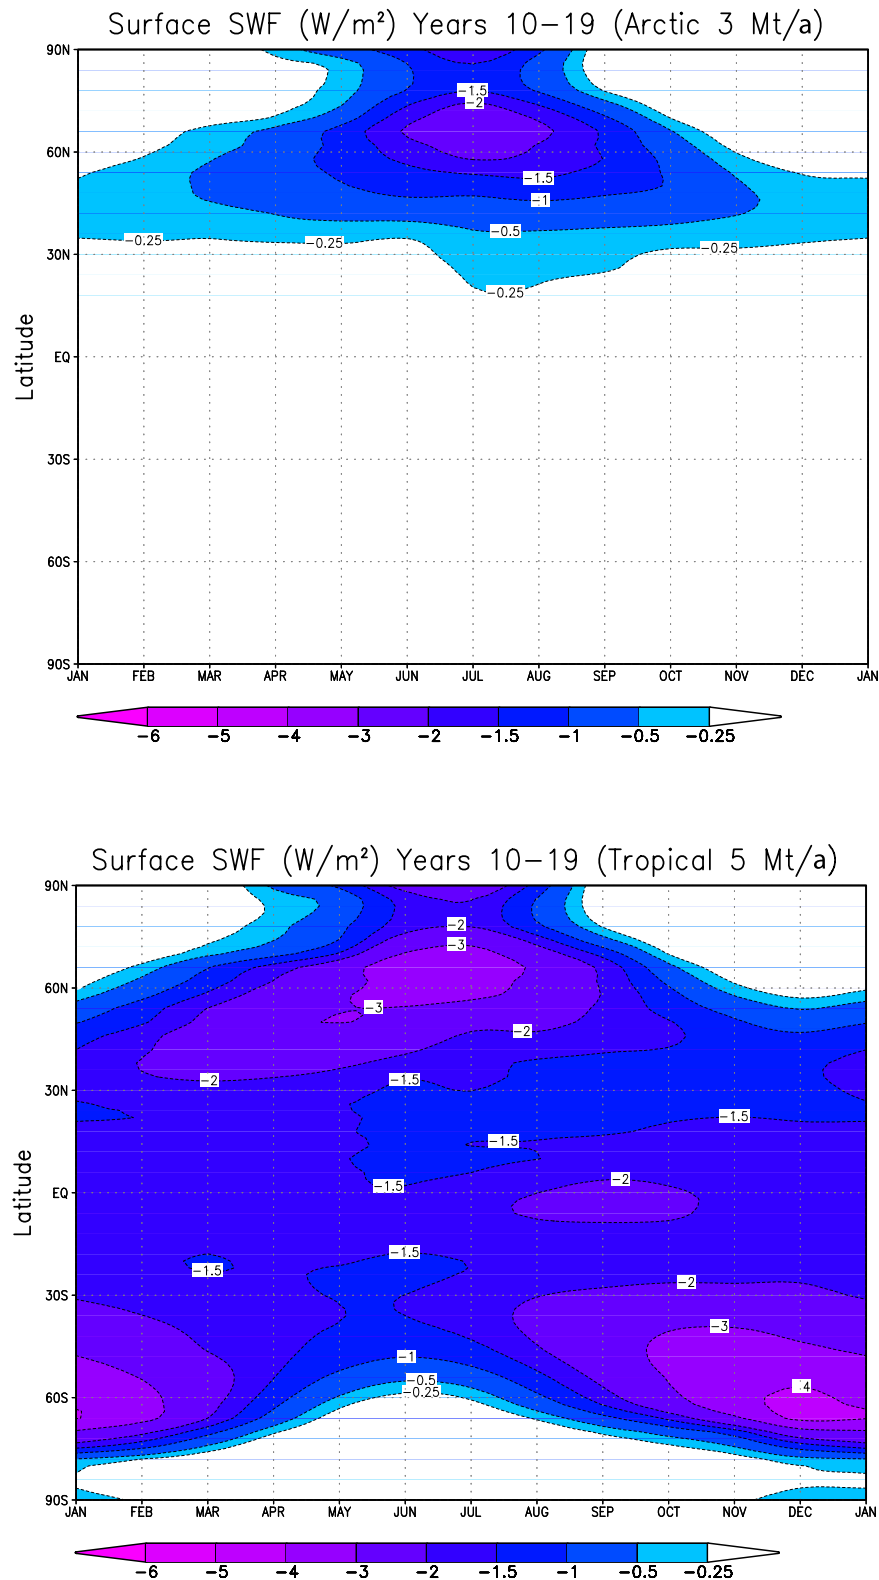 Surface SWF (W/m²) Years 10-19 (Arctic 3 Mt/a)
90N
60N
30N
EQ
30S
60S
90S
Latitude
-1.5
-2
-1.5
-1
-0.5
-0.25
-0.25
-0.25
-0.25
JAN FEB MAR APR MAY JUN JUL AUG SEP OCT NOV DEC JAN
-6 -5 -4 -3 -2 -1.5 -1 -0.5 -0.25
Surface SWF (W/m²) Years 10-19 (Tropical 5 Mt/a)
90N
60N
30N
EQ
30S
60S
90S
Latitude
-2
-3
-3
-2
-2
-1.5
-1.5
-1.5
-1.5
-2
-1.5
-1.5
-2
-3
-1
-0.5
-0.25
4
JAN FEB MAR APR MAY JUN JUL AUG SEP OCT NOV DEC JAN
-6 -5 -4 -3 -2 -1.5 -1 -0.5 -0.25